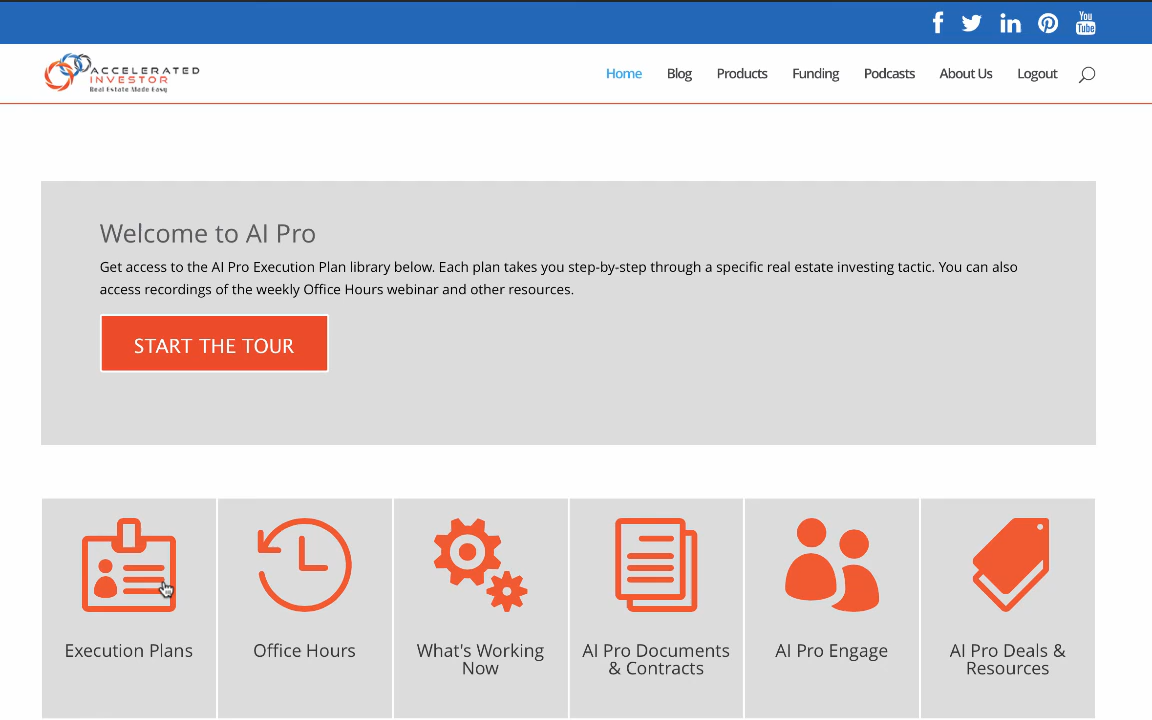 You
Tube
ACCELERATED
INVESTOR
Real Estate Made Easy
Home Blog Products Funding Podcasts About Us Logout
Welcome to AI Pro
Get access to the AI Pro Execution Plan library below. Each plan takes you step-by-step through a specific real estate investing tactic. You can also
access recordings of the weekly Office Hours webinar and other resources.
START THE TOUR
Execution Plans
Office Hours
What's Working
Now
AI Pro Documents
& Contracts
AI Pro Engage
AI Pro Deals &
Resources